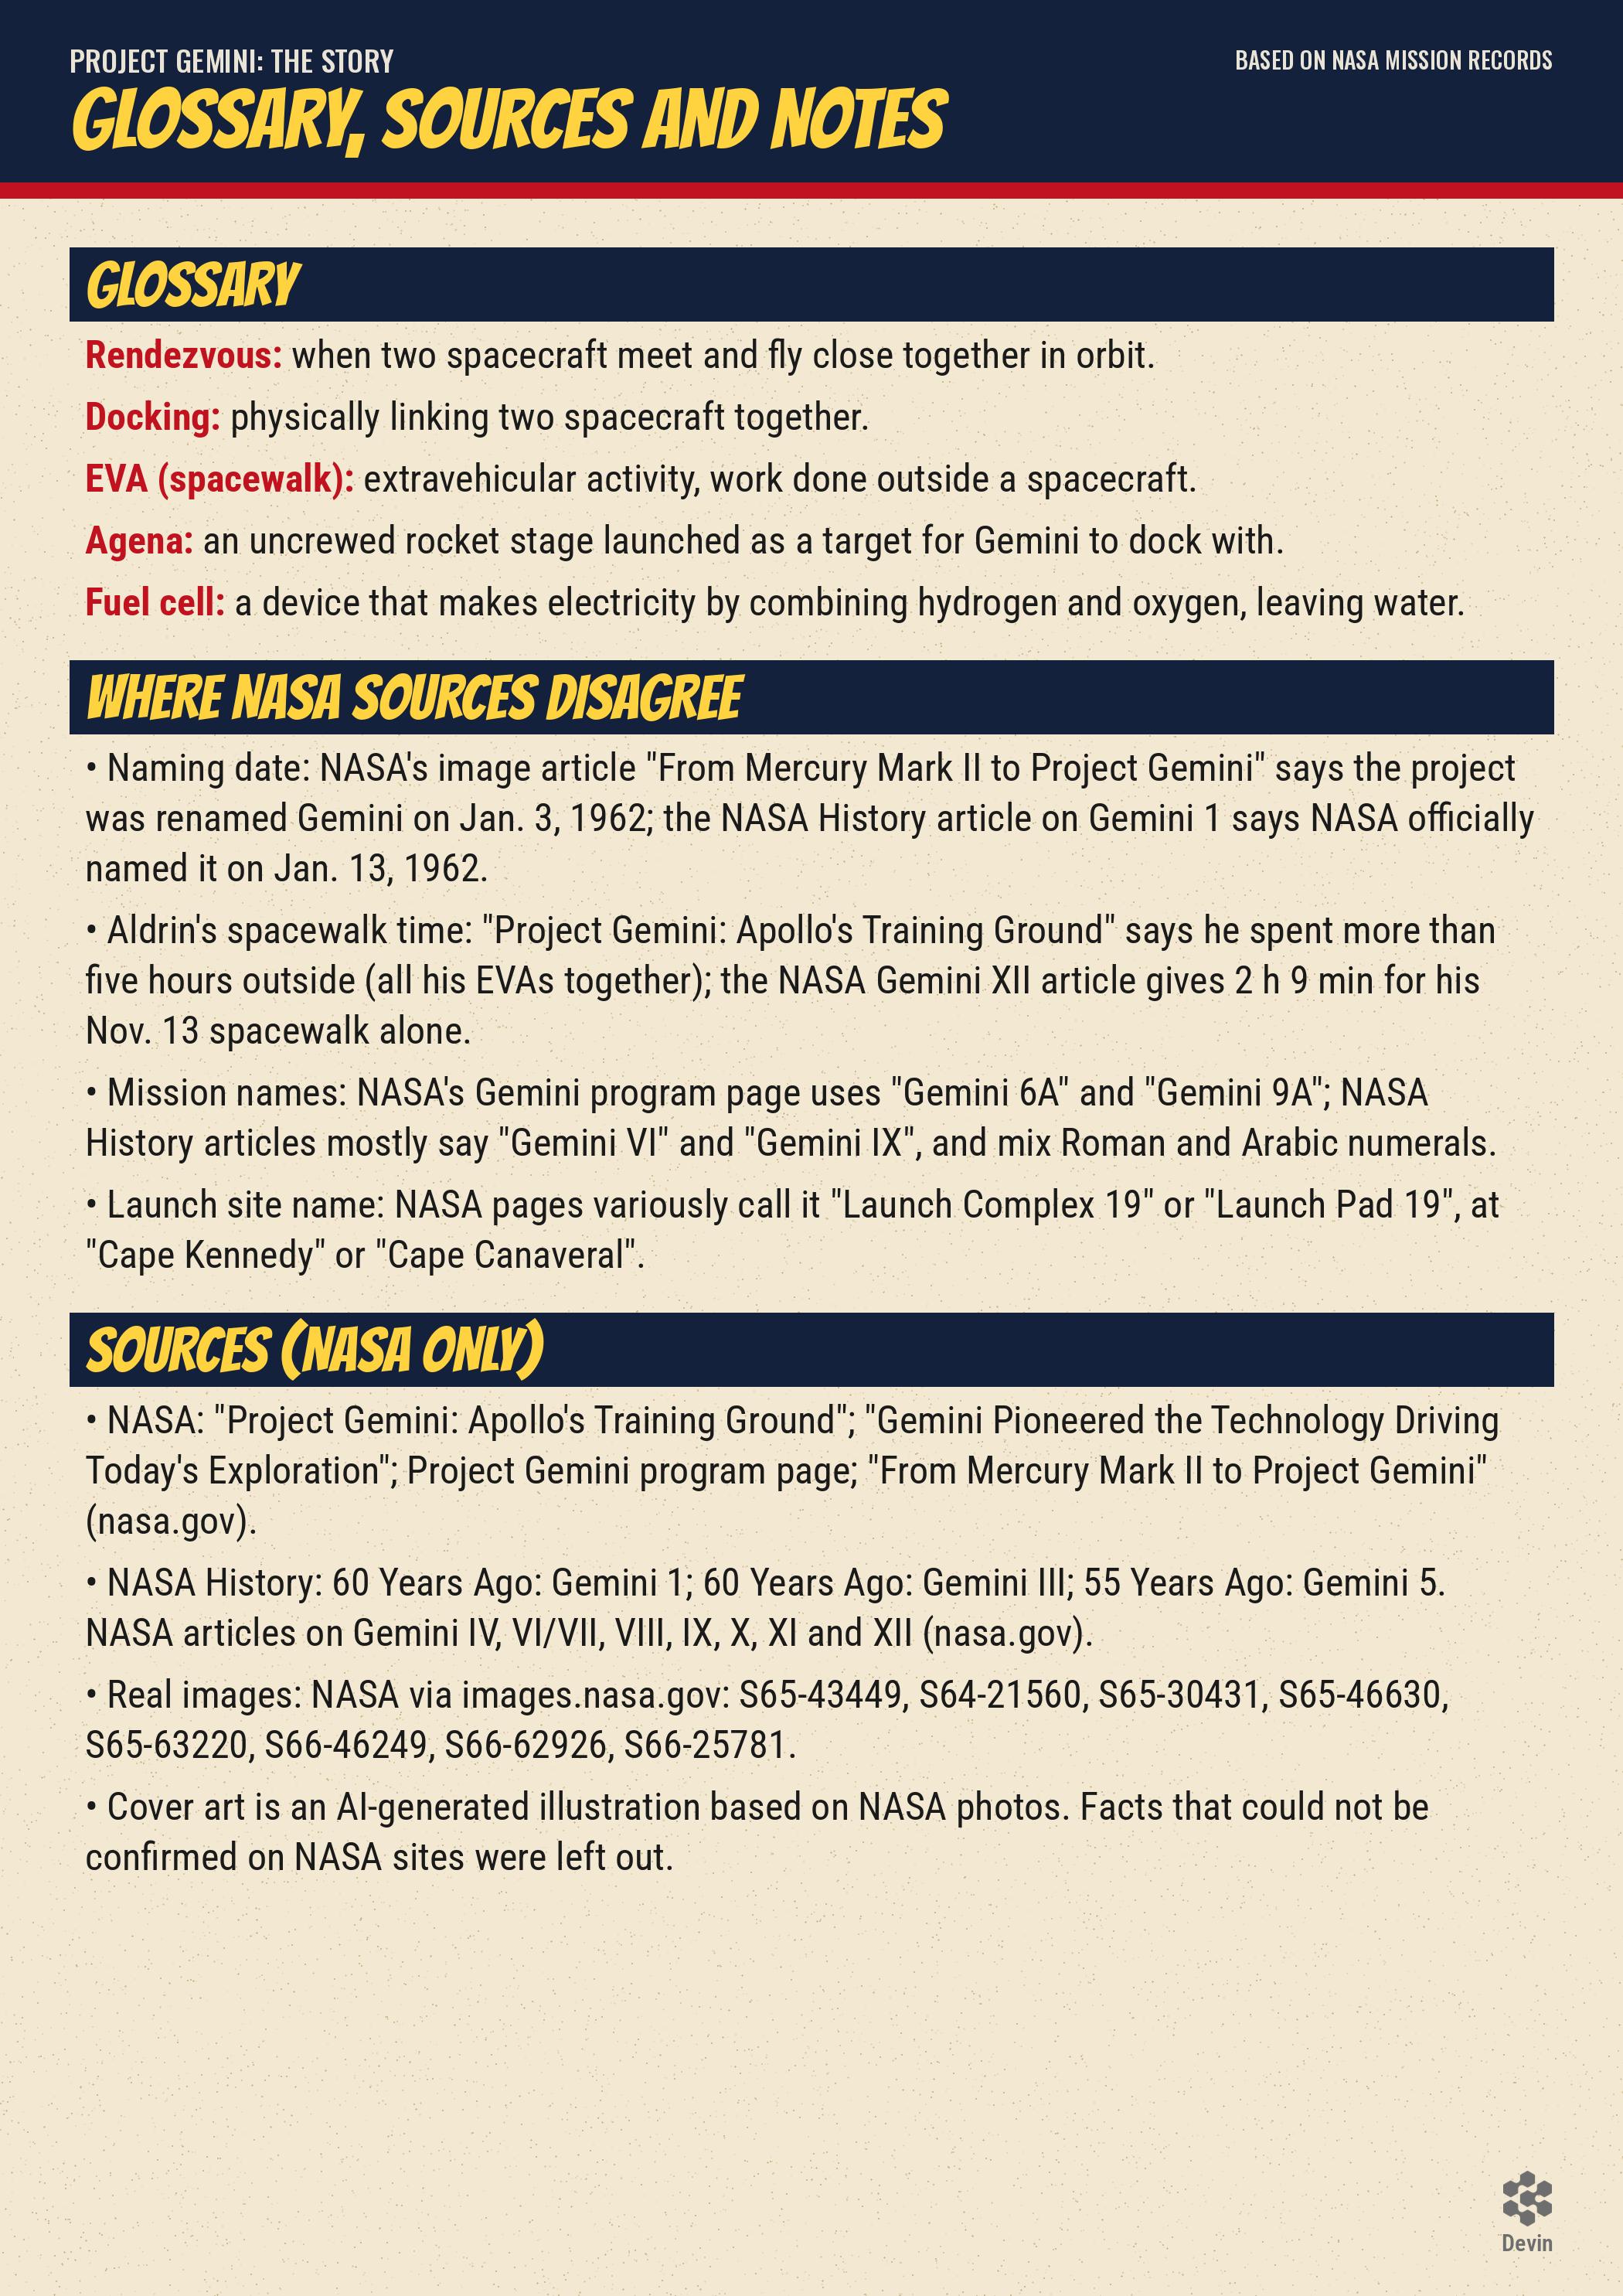 PROJECT GEMINI: THE STORY
BASED ON NASA MISSION RECORDS
GLOSSARY, SOURCES AND NOTES
GLOSSARY
Rendezvous: when two spacecraft meet and fly close together in orbit.
Docking: physically linking two spacecraft together.
EVA (spacewalk): extravehicular activity, work done outside a spacecraft.
Agena: an uncrewed rocket stage launched as a target for Gemini to dock with.
Fuel cell: a device that makes electricity by combining hydrogen and oxygen, leaving water.
WHERE NASA SOURCES DISAGREE
• Naming date: NASA's image article "From Mercury Mark II to Project Gemini" says the project
was renamed Gemini on Jan. 3, 1962; the NASA History article on Gemini 1 says NASA officially
named it on Jan. 13, 1962.
• Aldrin's spacewalk time: "Project Gemini: Apollo's Training Ground" says he spent more than
five hours outside (all his EVAs together); the NASA Gemini XII article gives 2 h 9 min for his
Nov. 13 spacewalk alone.
• Mission names: NASA's Gemini program page uses "Gemini 6A" and "Gemini 9A"; NASA
History articles mostly say "Gemini VI" and "Gemini IX", and mix Roman and Arabic numerals.
• Launch site name: NASA pages variously call it "Launch Complex 19" or "Launch Pad 19", at
"Cape Kennedy" or "Cape Canaveral".
SOURCES (NASA ONLY)
• NASA: "Project Gemini: Apollo's Training Ground"; "Gemini Pioneered the Technology Driving
Today's Exploration"; Project Gemini program page; "From Mercury Mark II to Project Gemini"
(nasa.gov).
• NASA History: 60 Years Ago: Gemini 1; 60 Years Ago: Gemini III; 55 Years Ago: Gemini 5.
NASA articles on Gemini IV, VI/VII, VIII, IX, X, XI and XII (nasa.gov).
• Real images: NASA via images.nasa.gov: S65-43449, S64-21560, S65-30431, S65-46630,
S65-63220, S66-46249, S66-62926, S66-25781.
• Cover art is an AI-generated illustration based on NASA photos. Facts that could not be
confirmed on NASA sites were left out.
Devin